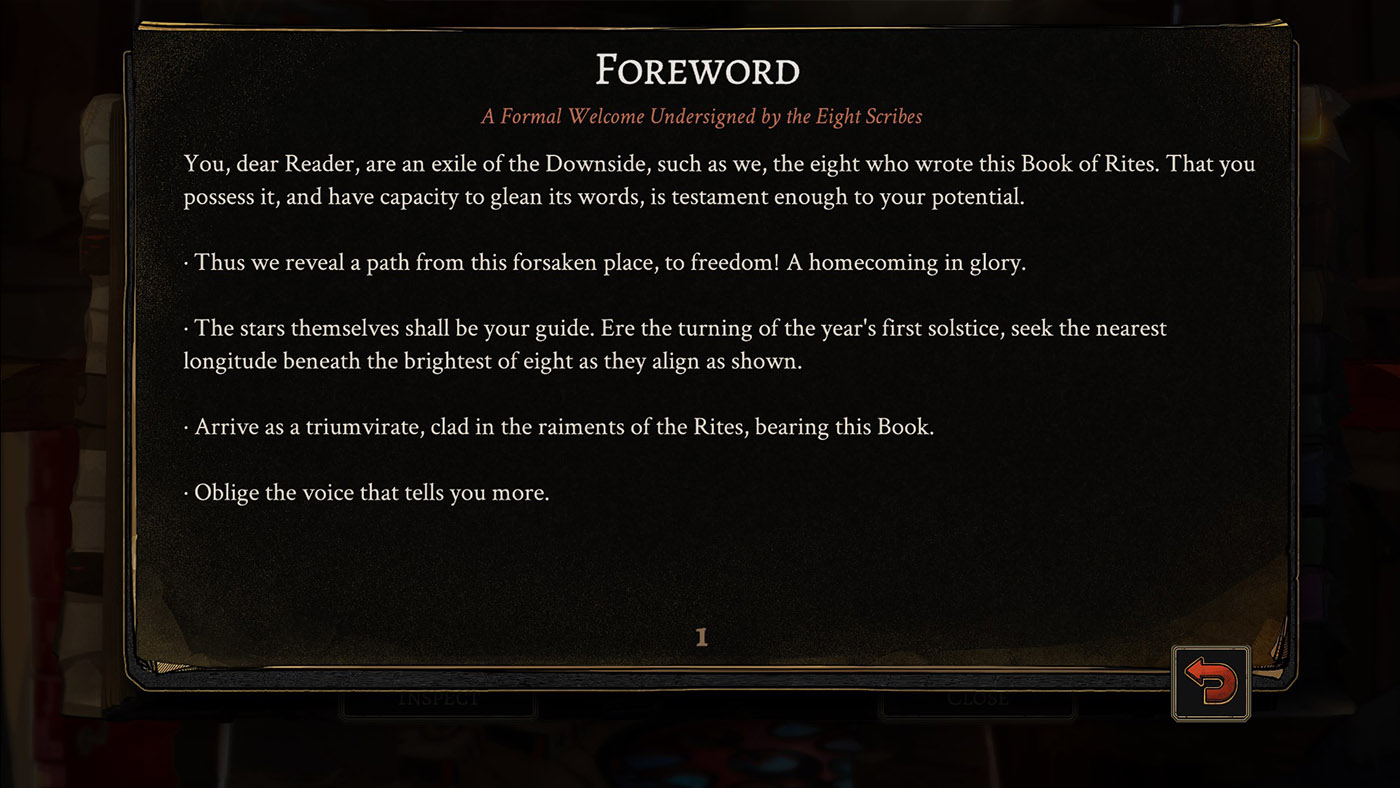 Foreword
A Formal Welcome Undersigned by the Eight Scribes
You, dear Reader, are an exile of the Downside, such as we, the eight who wrote this Book of Rites. That you
possess it, and have capacity to glean its words, is testament enough to your potential.
· Thus we reveal a path from this forsaken place, to freedom! A homecoming in glory.
· The stars themselves shall be your guide. Ere the turning of the year's first solstice, seek the nearest
longitude beneath the brightest of eight as they align as shown.
· Arrive as a triumvirate, clad in the raiments of the Rites, bearing this Book.
· Oblige the voice that tells you more.
1
INSPECT CLOSE